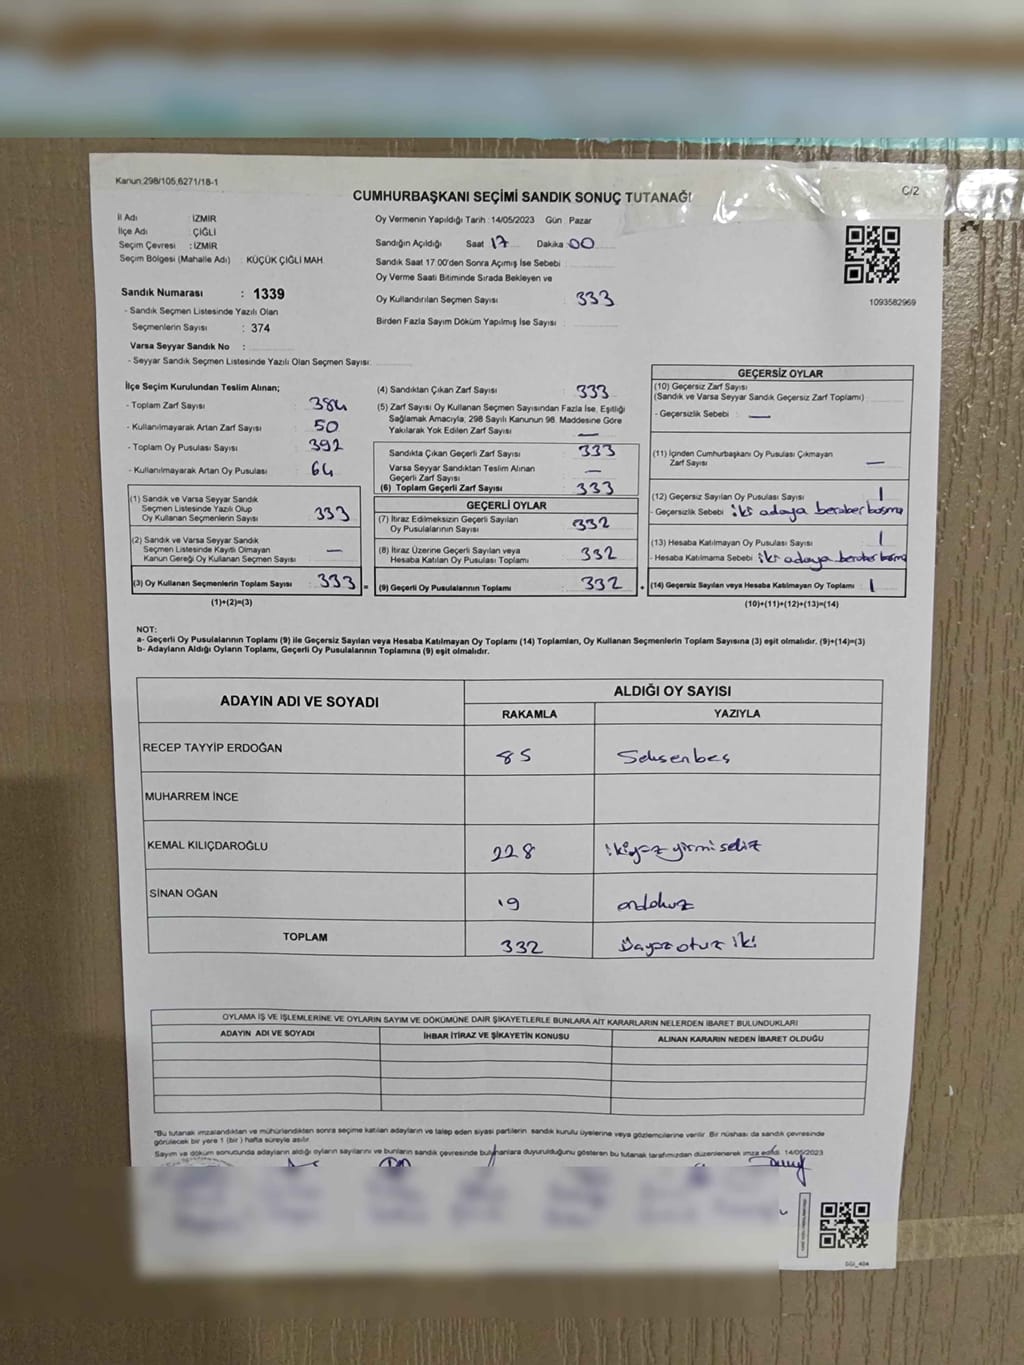 Kanun;298/105,6271/18-1
C/2
CUMHURBAŞKANI SEÇİMİ SANDIK SONUÇ TUTANAĞI
İl Adı : İZMİR
İlçe Adı : ÇİĞLİ
Seçim Çevresi : İZMİR
Seçim Bölgesi (Mahalle Adı) : KÜÇÜK ÇİĞLİ MAH.
Sandık Numarası : 1339
- Sandık Seçmen Listesinde Yazılı Olan
Seçmenlerin Sayısı : 374
Varsa Seyyar Sandık No :
- Seyyar Sandık Seçmen Listesinde Yazılı Olan Seçmen Sayısı:
Oy Vermenin Yapıldığı Tarih : 14/05/2023 Gün Pazar
Sandığın Açıldığı Saat 17 Dakika 00
Sandık Saat 17.00'den Sonra Açmış İse Sebebi :
Oy Verme Saati Bitiminde Sırada Bekleyen ve
Oy Kullandırılan Seçmen Sayısı : 333
Birden Fazla Sayım Döküm Yapılmış İse Sayısı :
1093582969
İlçe Seçim Kurulundan Teslim Alınan;
- Toplam Zarf Sayısı : 384
- Kullanılmayarak Artan Zarf Sayısı : 50
- Toplam Oy Pusulası Sayısı : 392
- Kullanılmayarak Artan Oy Pusulası : 64
(1) Sandık ve Varsa Seyyar Sandık
Seçmen Listesinde Yazılı Olup
Oy Kullanan Seçmenlerin Sayısı : 333
(2) Sandık ve Varsa Seyyar Sandık
Seçmen Listesinde Kayıtlı Olmayan
Kanun Gereği Oy Kullanan Seçmen Sayısı : —
(3) Oy Kullanan Seçmenlerin Toplam Sayısı : 333 =
(1)+(2)=(3)
(4) Sandıktan Çıkan Zarf Sayısı : 333
(5) Zarf Sayısı Oy Kullanan Seçmen Sayısından Fazla İse, Eşitliği
Sağlamak Amacıyla; 298 Sayılı Kanunun 98. Maddesine Göre
Yakılarak Yok Edilen Zarf Sayısı : —
Sandıkta Çıkan Geçerli Zarf Sayısı : 333
Varsa Seyyar Sandıktan Teslim Alınan
Geçerli Zarf Sayısı : —
(6) Toplam Geçerli Zarf Sayısı : 333
GEÇERLİ OYLAR
(7) İtiraz Edilmeksizin Geçerli Sayılan
Oy Pusulalarının Sayısı : 332
(8) İtiraz Üzerine Geçerli Sayılan veya
Hesaba Katılan Oy Pusulası Toplamı : 332
(9) Geçerli Oy Pusulalarının Toplamı : 332 +
GEÇERSİZ OYLAR
(10) Geçersiz Zarf Sayısı
(Sandık ve Varsa Seyyar Sandık Geçersiz Zarf Toplamı) :
- Geçersizlik Sebebi : —
(11) İçinden Cumhurbaşkanı Oy Pusulası Çıkmayan
Zarf Sayısı : —
(12) Geçersiz Sayılan Oy Pusulası Sayısı : 1
- Geçersizlik Sebebi : iki adaya beraber basma
(13) Hesaba Katılmayan Oy Pusulası Sayısı : 1
- Hesaba Katılmama Sebebi : iki adaya beraber basma
(14) Geçersiz Sayılan veya Hesaba Katılmayan Oy Toplamı : 1
(10)+(11)+(12)+(13)=(14)
NOT:
a- Geçerli Oy Pusulalarının Toplamı (9) ile Geçersiz Sayılan veya Hesaba Katılmayan Oy Toplamı (14) Toplamları, Oy Kullanan Seçmenlerin Toplam Sayısına (3) eşit olmalıdır. (9)+(14)=(3)
b- Adayların Aldığı Oyların Toplamı, Geçerli Oy Pusulalarının Toplamına (9) eşit olmalıdır.
ADAYIN ADI VE SOYADI
ALDIĞI OY SAYISI
RAKAMLA YAZIYLA
RECEP TAYYİP ERDOĞAN 85 Seksenbeş
MUHARREM İNCE
KEMAL KILIÇDAROĞLU 228 ikiyüz yirmi sekiz
SİNAN OĞAN 19 ondokuz
TOPLAM 332 Üçyüz otuz iki
OYLAMA İŞ VE İŞLEMLERİNE VE OYLARIN SAYIM VE DÖKÜMÜNE DAİR ŞİKAYETLERLE BUNLARA AİT KARARLARIN NELERDEN İBARET BULUNDUKLARI
ADAYIN ADI VE SOYADI İHBAR İTİRAZ VE ŞİKAYETİN KONUSU ALINAN KARARIN NEDEN İBARET OLDUĞU
"Bu tutanak imzalandıktan ve mühürlendikten sonra seçime katılan adayların ve talep eden siyasi partilerin sandık kurulu üyelerine veya gözlemcilerine verilir. Bir nüshası da sandık çevresinde
görülecek bir yere 1 (bir) hafta süreyle asılır.
Sayım ve döküm sonucunda adayların aldığı oyların sayılarını ve bunların sandık çevresinde bulunanlara duyurulduğunu gösteren bu tutanak tarafımızdan düzenlenerek imza edildi. 14/05/2023